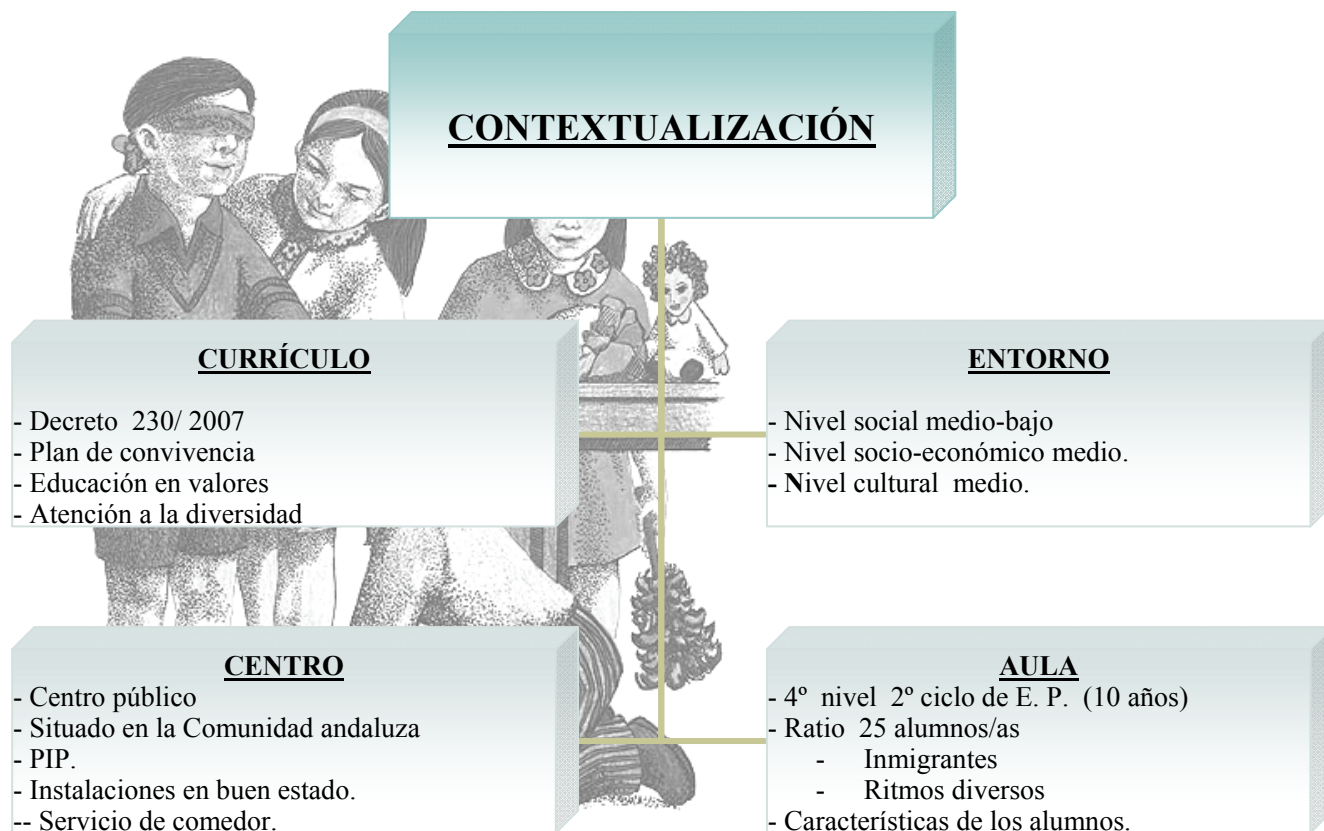 CONTEXTUALIZACIÓN
CURRÍCULO
- Decreto  230/ 2007
- Plan de convivencia
- Educación en valores
- Atención a la diversidad
ENTORNO
- Nivel social medio-bajo
- Nivel socio-económico medio.
- Nivel cultural  medio.
CENTRO
- Centro público
- Situado en la Comunidad andaluza
- PIP.
- Instalaciones en buen estado.
-- Servicio de comedor.
AULA
- 4º  nivel  2º ciclo de E. P.  (10 años)
- Ratio  25 alumnos/as
-    Inmigrantes
-    Ritmos diversos
- Características de los alumnos.